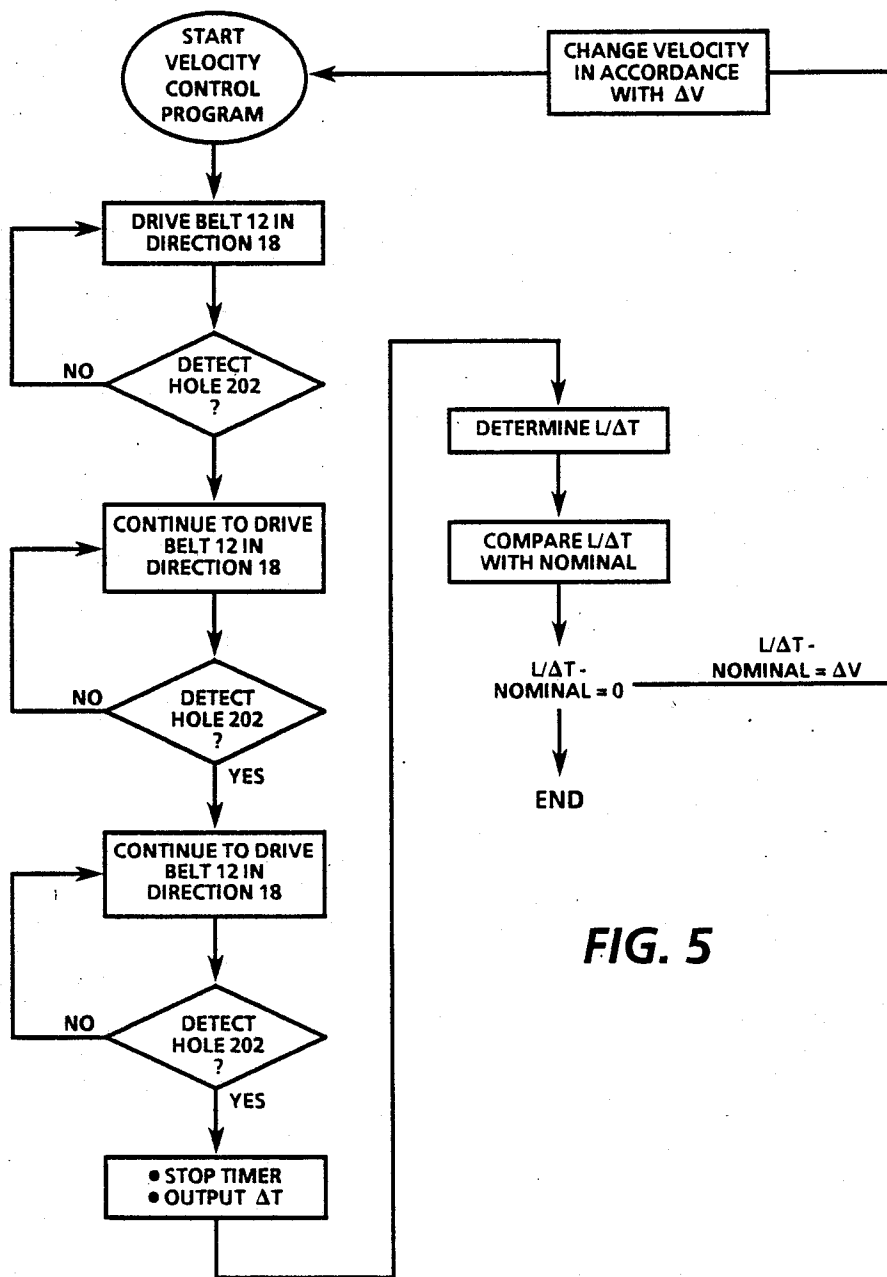 START
VELOCITY
CONTROL
PROGRAM
CHANGE VELOCITY
IN ACCORDANCE
WITH ΔV
DRIVE BELT 12 IN
DIRECTION 18
DETECT
HOLE 202
?
NO
CONTINUE TO DRIVE
BELT 12 IN
DIRECTION 18
DETECT
HOLE 202
?
NO
YES
CONTINUE TO DRIVE
BELT 12 IN
DIRECTION 18
DETECT
HOLE 202
?
NO
YES
• STOP TIMER
• OUTPUT ΔT
DETERMINE L/ΔT
COMPARE L/ΔT
WITH NOMINAL
L/ΔT -
NOMINAL = 0
L/ΔT -
NOMINAL = ΔV
END
FIG. 5